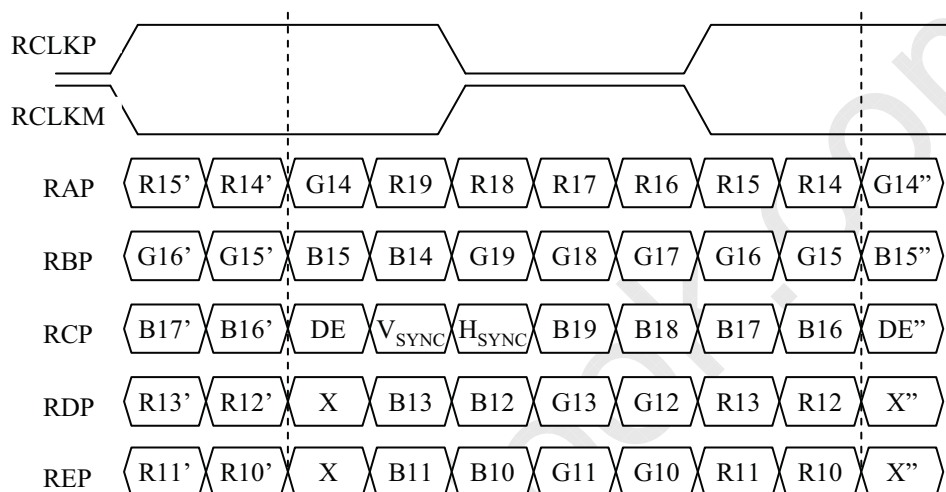 RCLKP
RCLKM
RAP R15’ R14’ G14 R19 R18 R17 R16 R15 R14 G14”
RBP G16’ G15’ B15 B14 G19 G18 G17 G16 G15 B15”
RCP B17’ B16’ DE VSYNC HSYNC B19 B18 B17 B16 DE”
RDP R13’ R12’ X B13 B12 G13 G12 R13 R12 X”
REP R11’ R10’ X B11 B10 G11 G10 R11 R10 X”